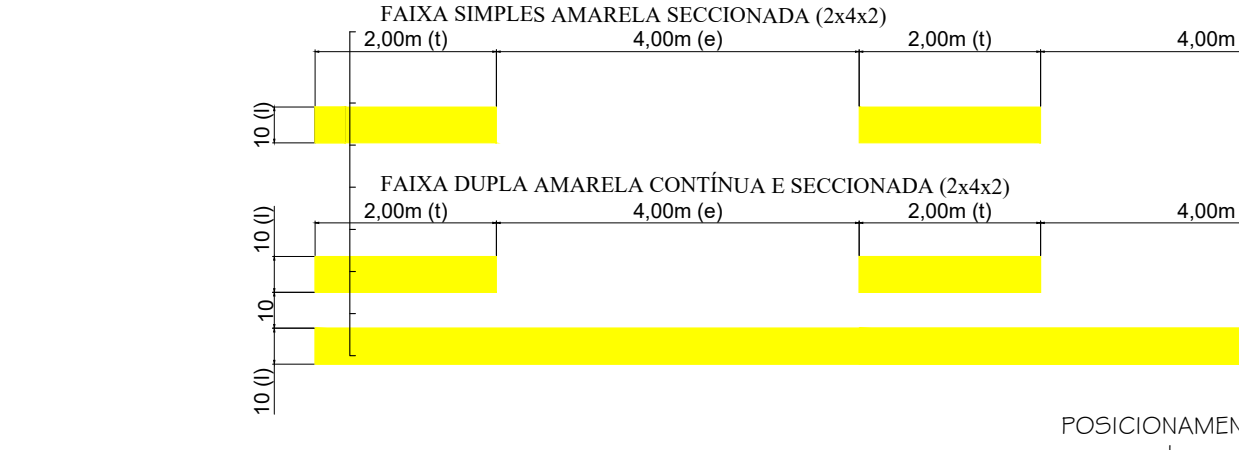 FAIXA SIMPLES AMARELA SECCIONADA (2x4x2)
2,00m (t) 4,00m (e) 2,00m (t) 4,00m
10 (l)
FAIXA DUPLA AMARELA CONTÍNUA E SECCIONADA (2x4x2)
2,00m (t) 4,00m (e) 2,00m (t) 4,00m
10 (l)
10
10 (l)
POSICIONAMEN